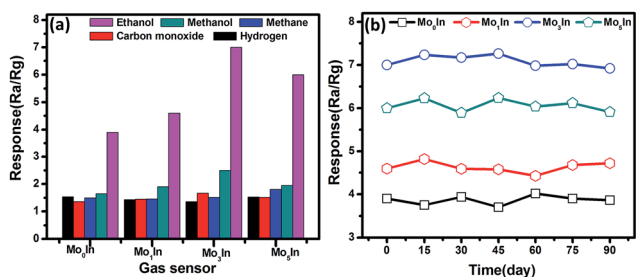 (a)
Ethanol Methanol Methane
Carbon monoxide Hydrogen
Response(Ra/Rg)
8
7
6
5
4
3
2
1
0
Mo0In Mo1In Mo3In Mo5In
Gas sensor
(b)
Mo0In Mo1In Mo3In Mo5In
Response(Ra/Rg)
8
7
6
5
4
3
0 15 30 45 60 75 90
Time(day)